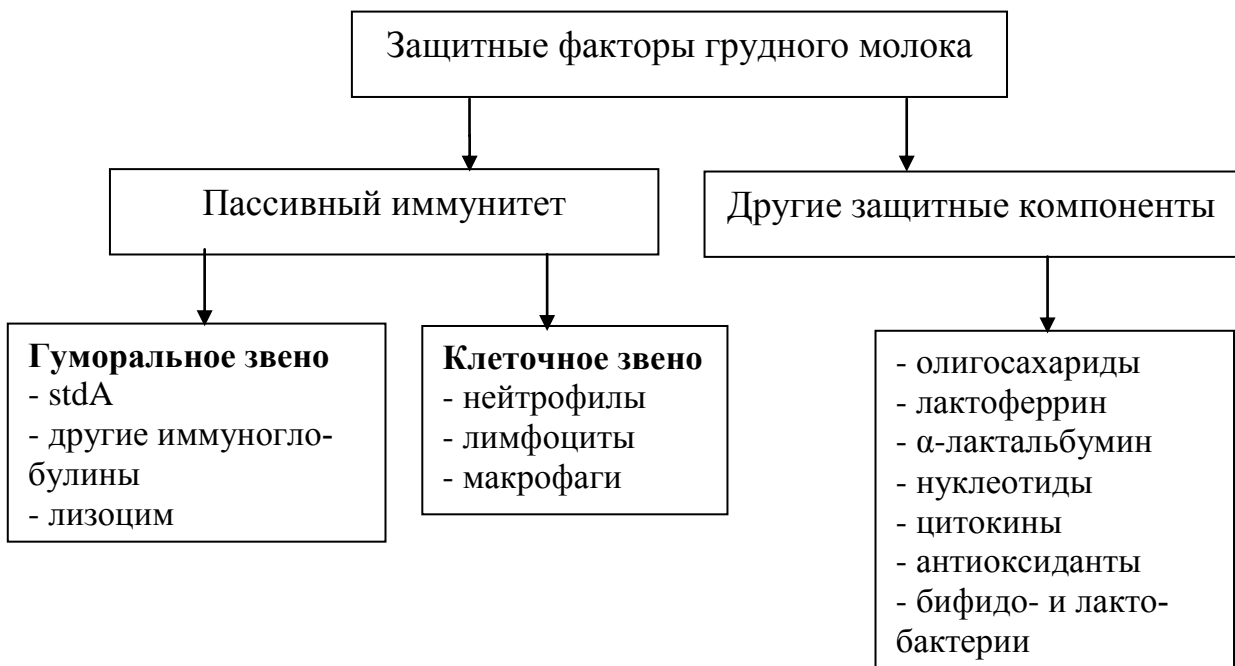 Защитные факторы грудного молока
Пассивный иммунитет
Другие защитные компоненты
Гуморальное звено
- stdA
- другие иммуногло-
булины
- лизоцим
Клеточное звено
- нейтрофилы
- лимфоциты
- макрофаги
- олигосахариды
- лактоферрин
- α-лактальбумин
- нуклеотиды
- цитокины
- антиоксиданты
- бифидо- и лакто-
бактерии